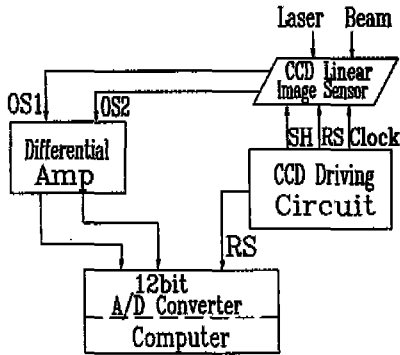 Laser Beam
CCD Linear
Image Sensor
OS1
OS2
SH RS Clock
Differential
Amp
CCD Driving
Circuit
RS
12bit
A/D Converter
Computer